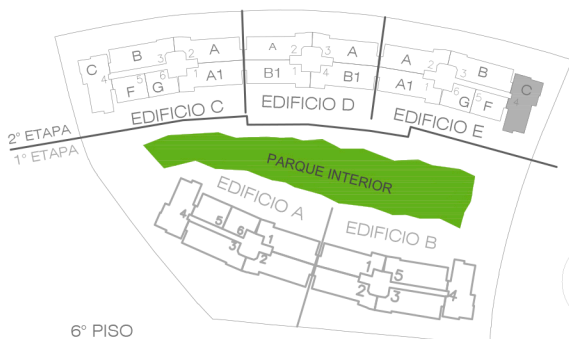 C B 3 2 A
4 F 5 G 6 1 A1
EDIFICIO C
A 2 3 A
B1 1 4 B1
EDIFICIO D
A 2 3 B C
A1 1 6 G 5 F 4
EDIFICIO E
2° ETAPA
1° ETAPA
PARQUE INTERIOR
EDIFICIO A
4 5 6 1
3 2
EDIFICIO B
1 5
2 3 4
6° PISO